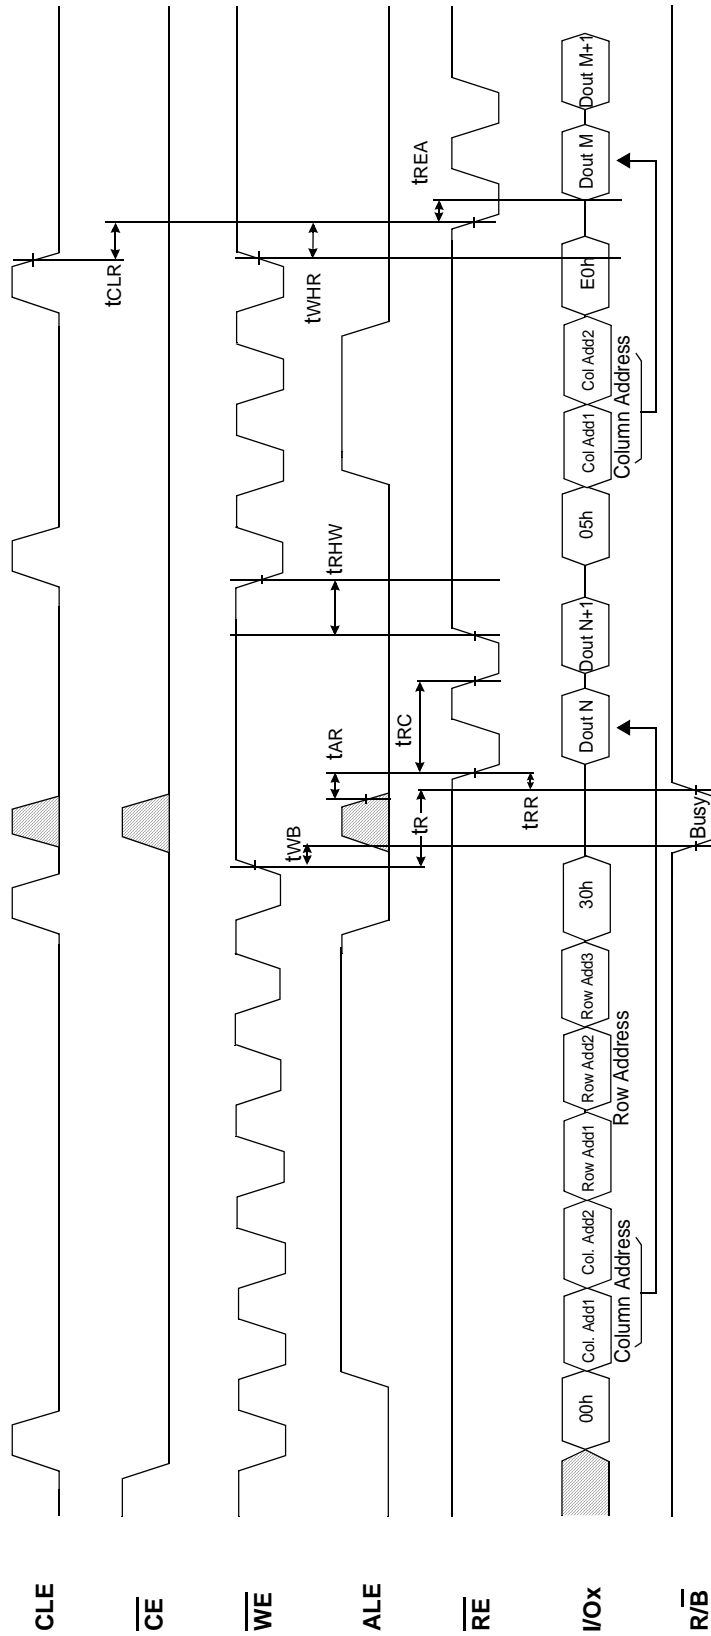 CLE
CE
WE
ALE
RE
I/Ox
R/B
tCLR
tWHR
tREA
tRHW
tAR
tRC
tWB
tR
tRR
00h
Col. Add1
Col. Add2
Row Add1
Row Add2
Row Add3
30h
Dout N
Dout N+1
05h
Col Add1
Col Add2
E0h
Dout M
Dout M+1
Column Address
Row Address
Column Address
Busy